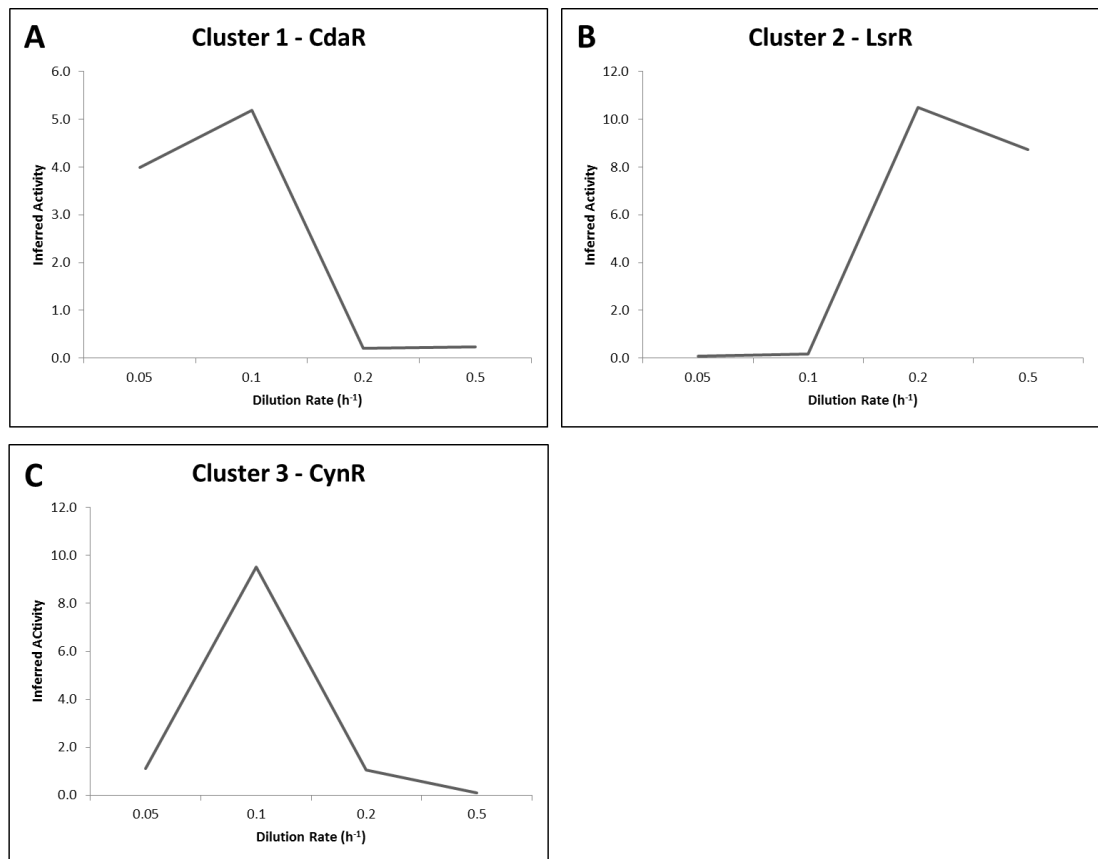 A
Cluster 1 - CdaR
6.0
5.0
4.0
3.0
2.0
1.0
0.0
Inferred Activity
0.05 0.1 0.2 0.5
Dilution Rate (h⁻¹)
B
Cluster 2 - LsrR
12.0
10.0
8.0
6.0
4.0
2.0
0.0
Inferred Activity
0.05 0.1 0.2 0.5
Dilution Rate (h⁻¹)
C
Cluster 3 - CynR
12.0
10.0
8.0
6.0
4.0
2.0
0.0
Inferred ACtivity
0.05 0.1 0.2 0.5
Dilution Rate (h⁻¹)